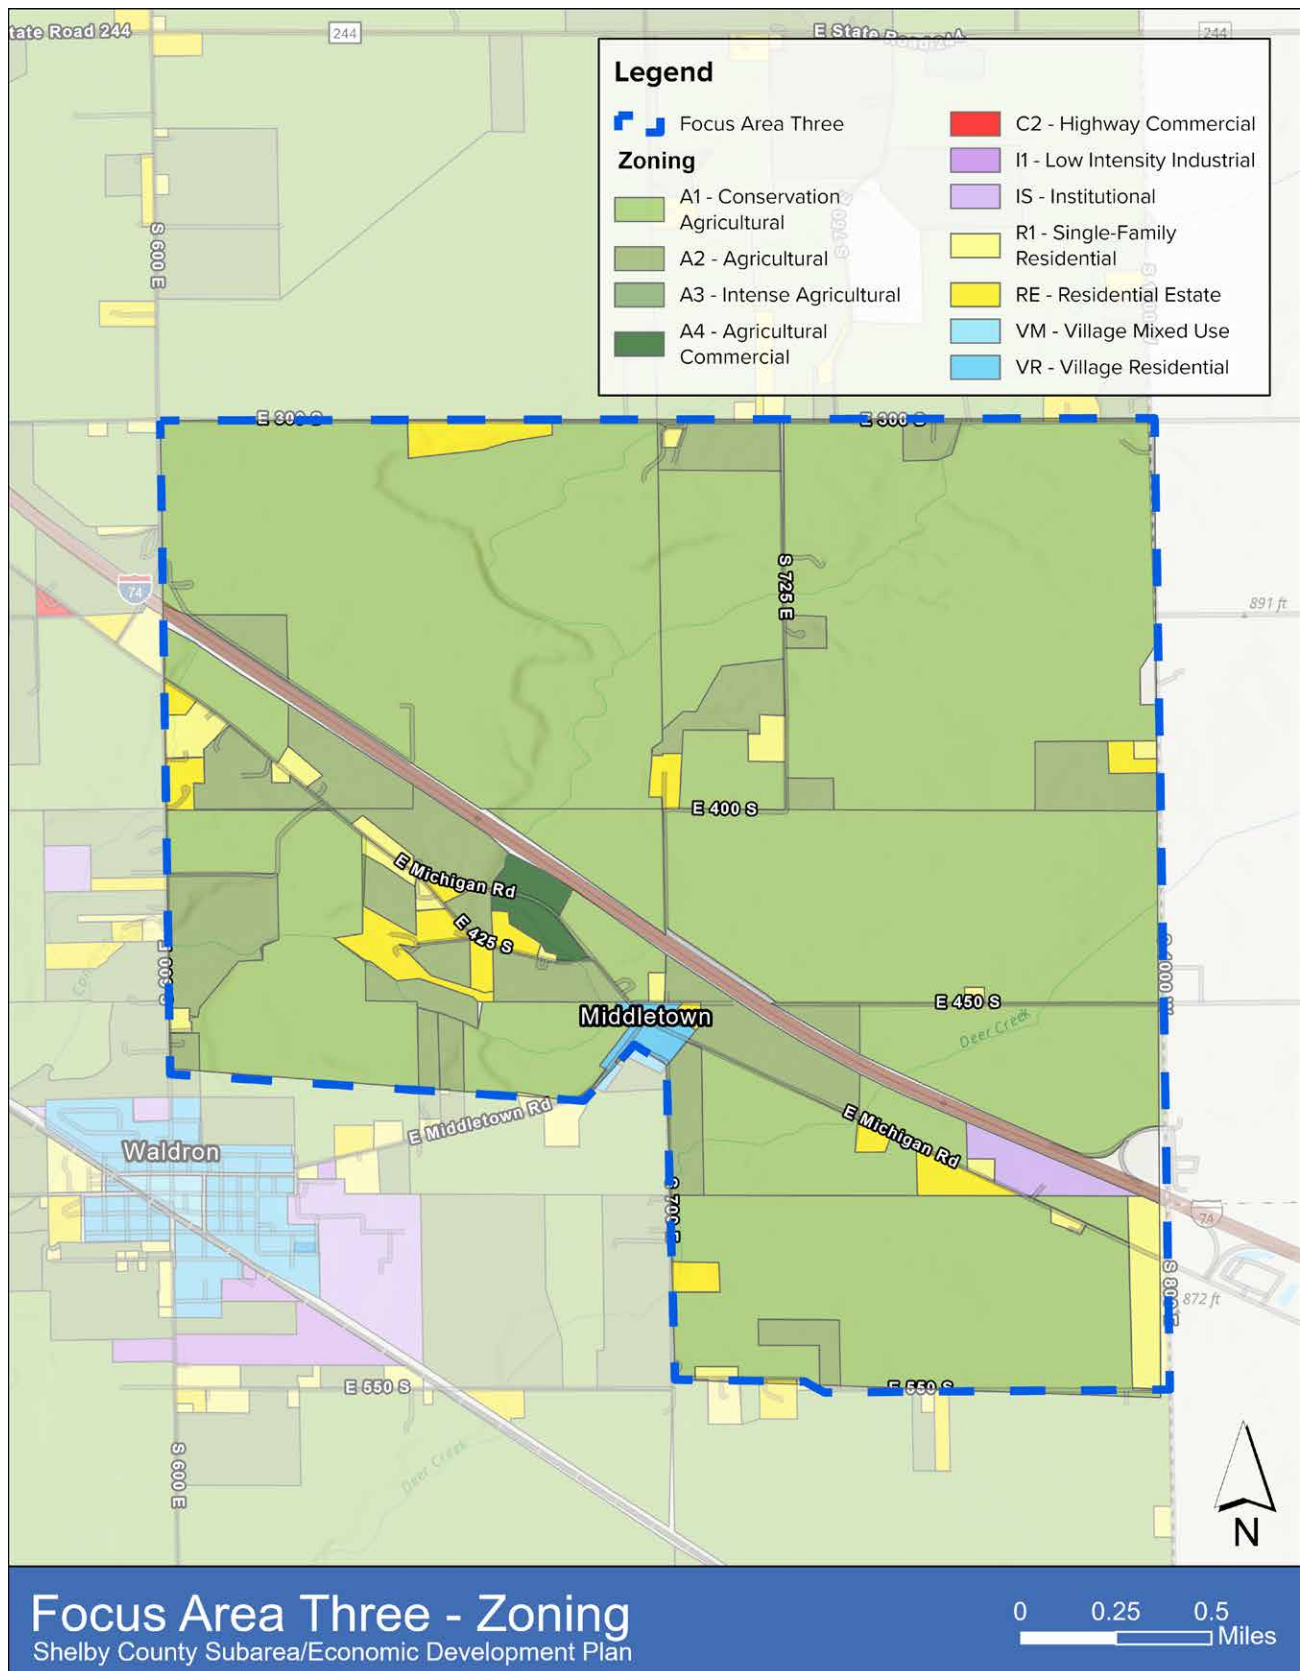 tate Road 244
244
E State Road 244
244
Legend
Focus Area Three
Zoning
A1 - Conservation
Agricultural
A2 - Agricultural
A3 - Intense Agricultural
A4 - Agricultural
Commercial
C2 - Highway Commercial
I1 - Low Intensity Industrial
IS - Institutional
R1 - Single-Family
Residential
RE - Residential Estate
VM - Village Mixed Use
VR - Village Residential
S 600 E
E 300 S
E 300 S
74
S 725 E
891 ft
E 400 S
E Michigan Rd
E 425 S
E 450 S
Middletown
Deer Creek
E Middletown Rd
E Michigan Rd
Waldron
S 700 E
74
872 ft
E 550 S
E 550 S
S 600 E
Deer Creek
N
Focus Area Three - Zoning
Shelby County Subarea/Economic Development Plan
0 0.25 0.5
Miles